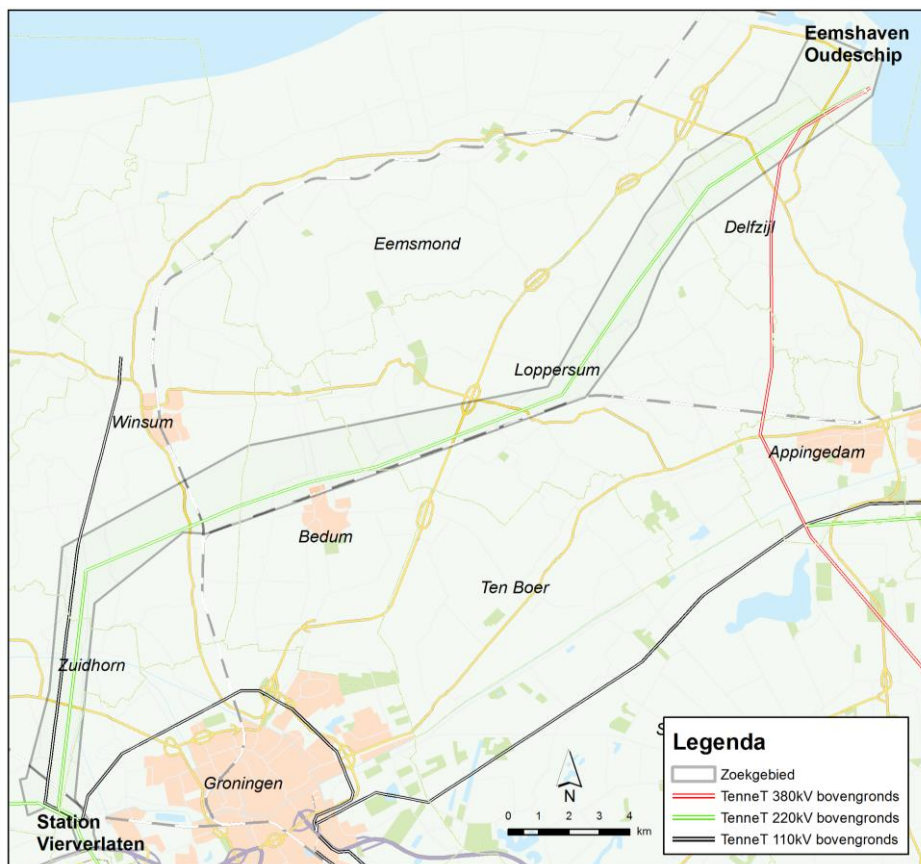 Eemshaven
Oudeschip
Eemsmond
Delfzijl
Loppersum
Winsum
Appingedam
Bedum
Ten Boer
Zuidhorn
Groningen
Station
Vierverlaten
N
0 1 2 3 4
km
Legenda
Zoekgebied
TenneT 380kV bovengronds
TenneT 220kV bovengronds
TenneT 110kV bovengronds